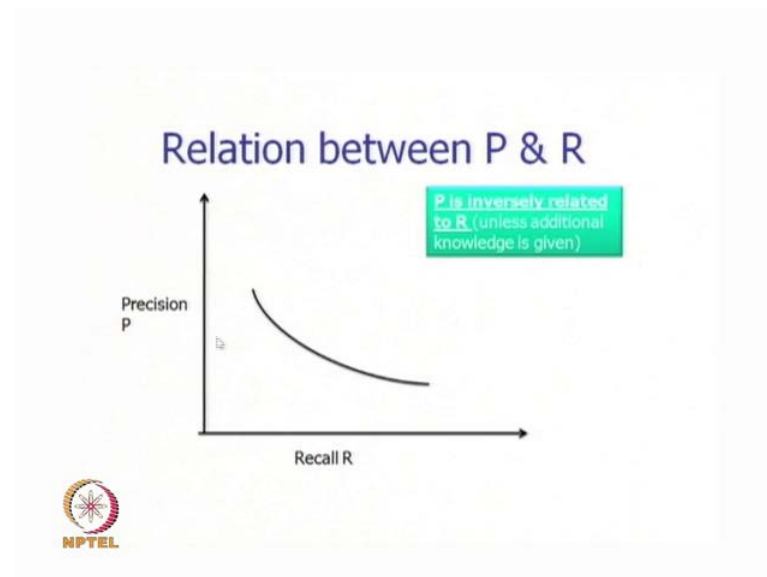 Relation between P & R
P is inversely related
to R (unless additional
knowledge is given)
Precision
P
Recall R
NPTEL